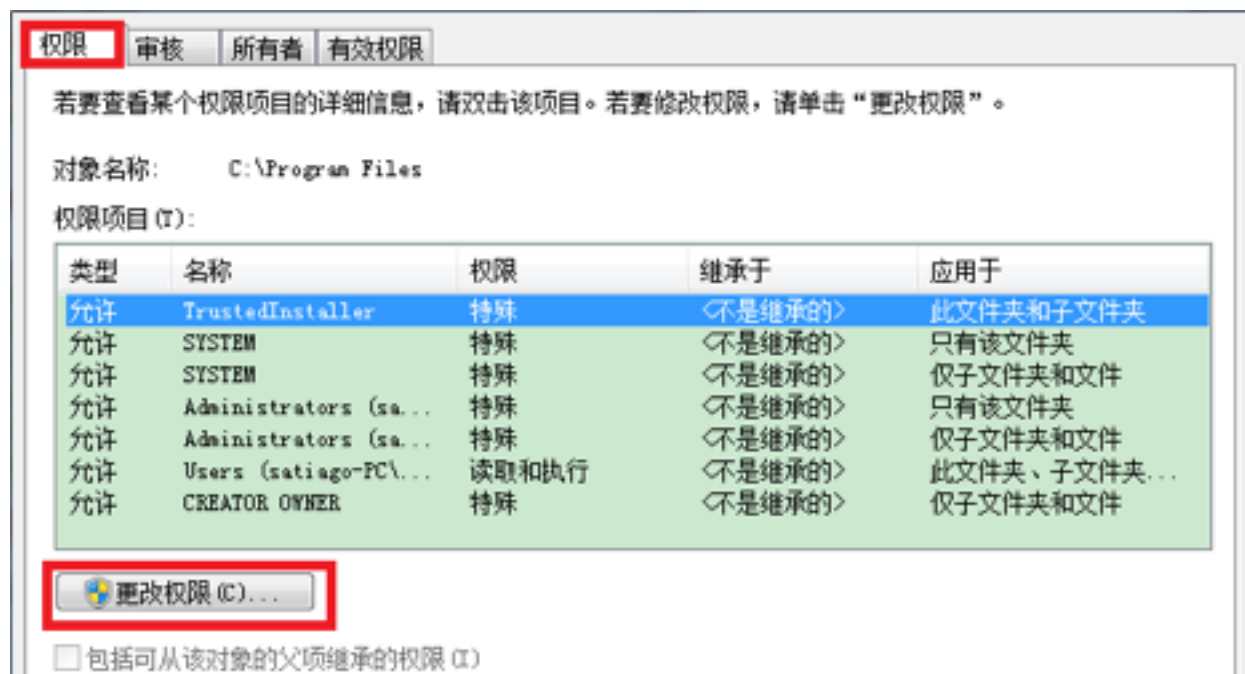 权限 审核 所有者 有效权限
若要查看某个权限项目的详细信息，请双击该项目。若要修改权限，请单击“更改权限”。
对象名称: C:\Program Files
权限项目(T):
类型 名称 权限 继承于 应用于
允许 TrustedInstaller 特殊 <不是继承的> 此文件夹和子文件夹
允许 SYSTEM 特殊 <不是继承的> 只有该文件夹
允许 SYSTEM 特殊 <不是继承的> 仅子文件夹和文件
允许 Administrators (sa... 特殊 <不是继承的> 只有该文件夹
允许 Administrators (sa... 特殊 <不是继承的> 仅子文件夹和文件
允许 Users (satiago-PC\... 读取和执行 <不是继承的> 此文件夹、子文件夹...
允许 CREATOR OWNER 特殊 <不是继承的> 仅子文件夹和文件
更改权限(C)...
包括可从该对象的父项继承的权限(I)